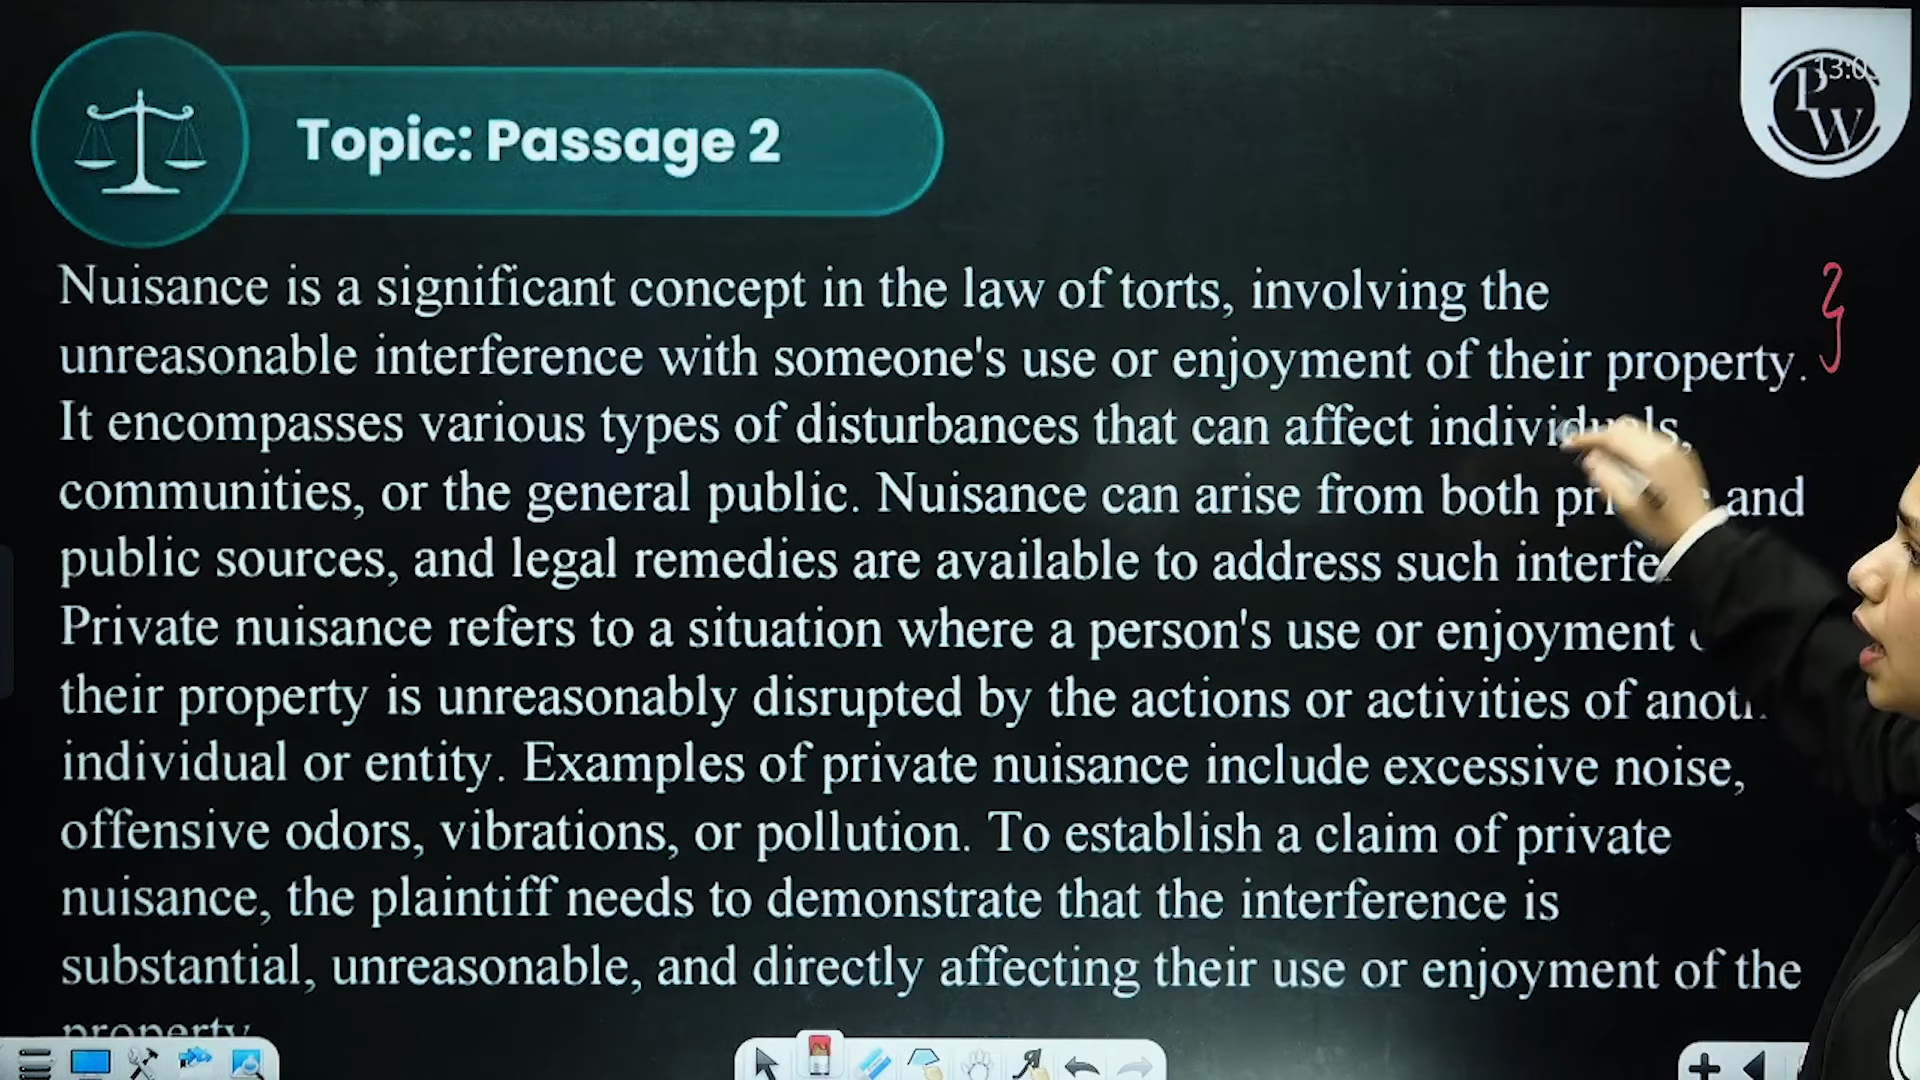 13:0
P
W
Topic: Passage 2
Nuisance is a significant concept in the law of torts, involving the
unreasonable interference with someone's use or enjoyment of their property.
It encompasses various types of disturbances that can affect individuals,
communities, or the general public. Nuisance can arise from both and
public sources, and legal remedies are available to address such
Private nuisance refers to a situation where a person's use or enjoyment
their property is unreasonably disrupted by the actions or activities of
individual or entity. Examples of private nuisance include excessive noise,
offensive odors, vibrations, or pollution. To establish a claim of private
nuisance, the plaintiff needs to demonstrate that the interference is
substantial, unreasonable, and directly affecting their use or enjoyment of the
property